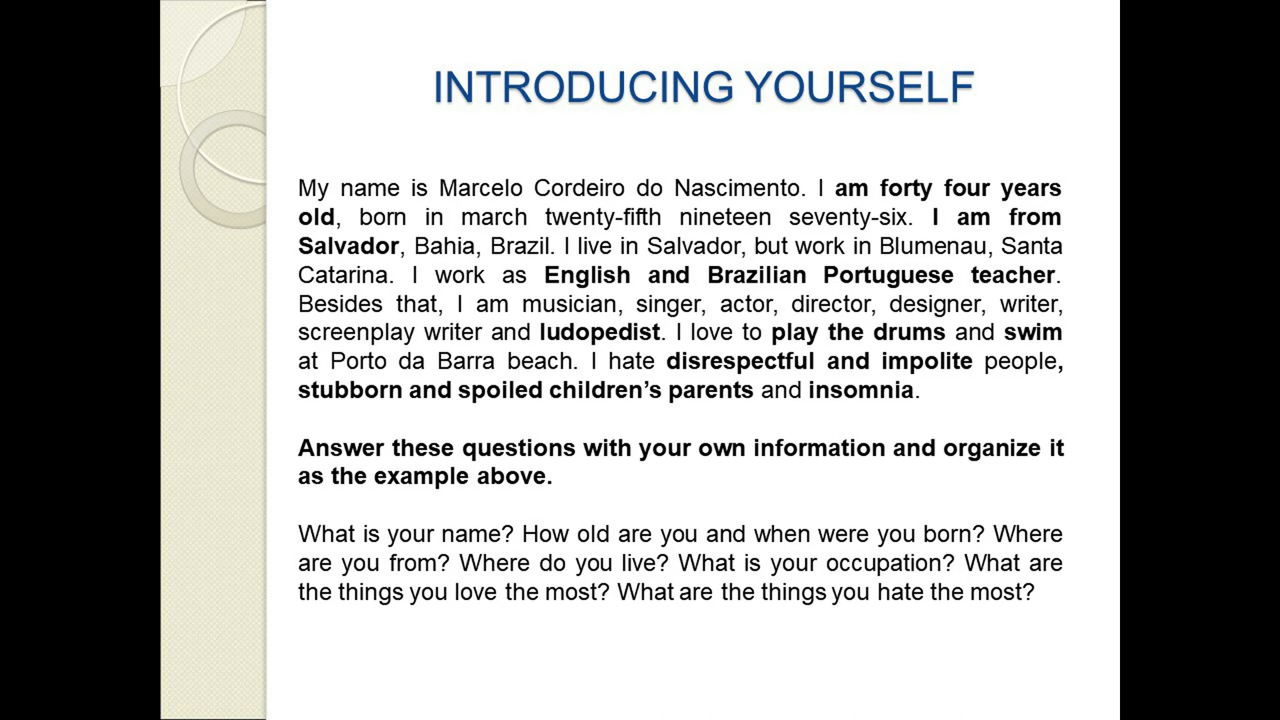 INTRODUCING YOURSELF
My name is Marcelo Cordeiro do Nascimento. I am forty four years
old, born in march twenty-fifth nineteen seventy-six. I am from
Salvador, Bahia, Brazil. I live in Salvador, but work in Blumenau, Santa
Catarina. I work as English and Brazilian Portuguese teacher.
Besides that, I am musician, singer, actor, director, designer, writer,
screenplay writer and ludopedist. I love to play the drums and swim
at Porto da Barra beach. I hate disrespectful and impolite people,
stubborn and spoiled children’s parents and insomnia.
Answer these questions with your own information and organize it
as the example above.
What is your name? How old are you and when were you born? Where
are you from? Where do you live? What is your occupation? What are
the things you love the most? What are the things you hate the most?